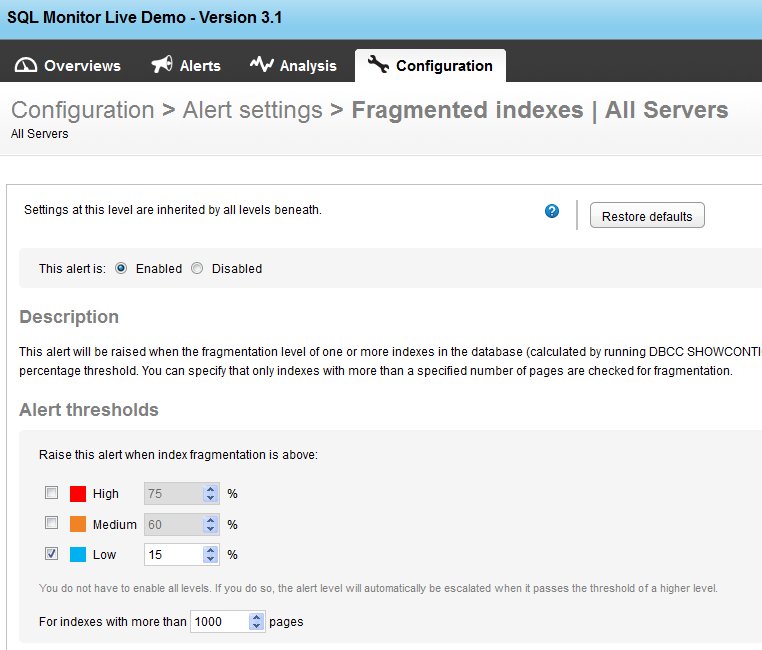 SQL Monitor Live Demo - Version 3.1
Overviews Alerts Analysis Configuration
Configuration > Alert settings > Fragmented indexes | All Servers
All Servers
Settings at this level are inherited by all levels beneath. ? Restore defaults
This alert is: Enabled Disabled
Description
This alert will be raised when the fragmentation level of one or more indexes in the database (calculated by running DBCC SHOWCONTI
percentage threshold. You can specify that only indexes with more than a specified number of pages are checked for fragmentation.
Alert thresholds
Raise this alert when index fragmentation is above:
High 75 %
Medium 60 %
Low 15 %
You do not have to enable all levels. If you do so, the alert level will automatically be escalated when it passes the threshold of a higher level.
For indexes with more than 1000 pages